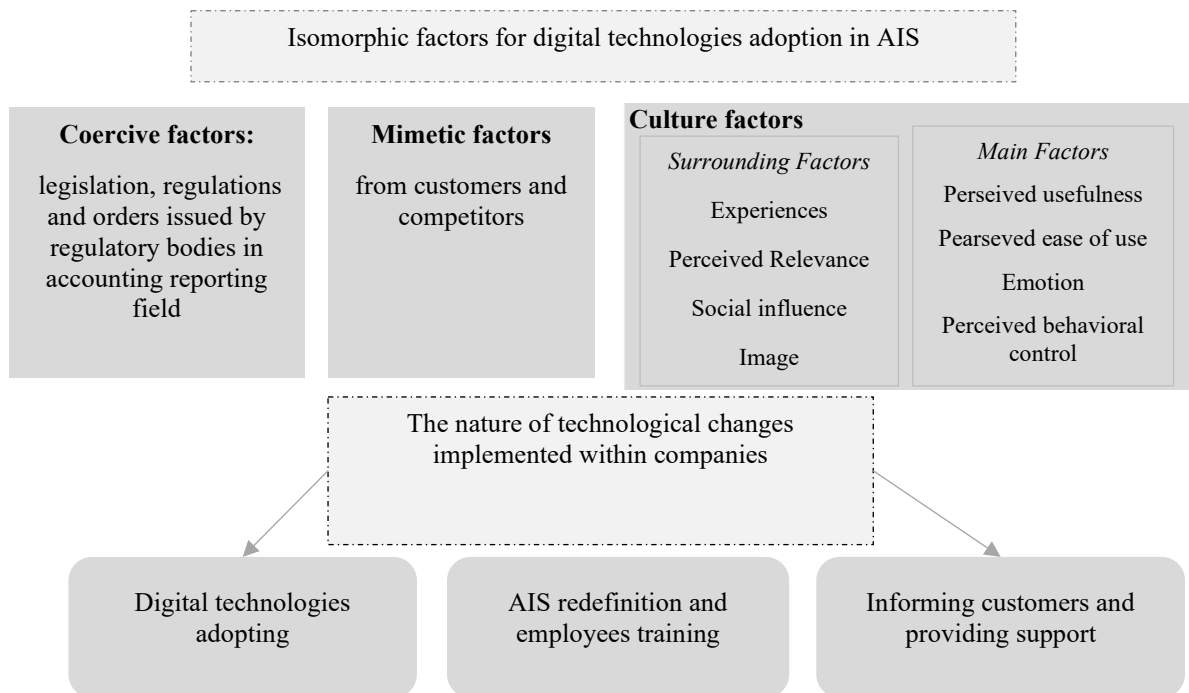 Isomorphic factors for digital technologies adoption in AIS
Coercive factors:
legislation, regulations
and orders issued by
regulatory bodies in
accounting reporting
field
Mimetic factors
from customers and
competitors
Culture factors
Surrounding Factors
Experiences
Perceived Relevance
Social influence
Image
Main Factors
Perseived usefulness
Pearseved ease of use
Emotion
Perceived behavioral
control
The nature of technological changes
implemented within companies
Digital technologies
adopting
AIS redefinition and
employees training
Informing customers and
providing support